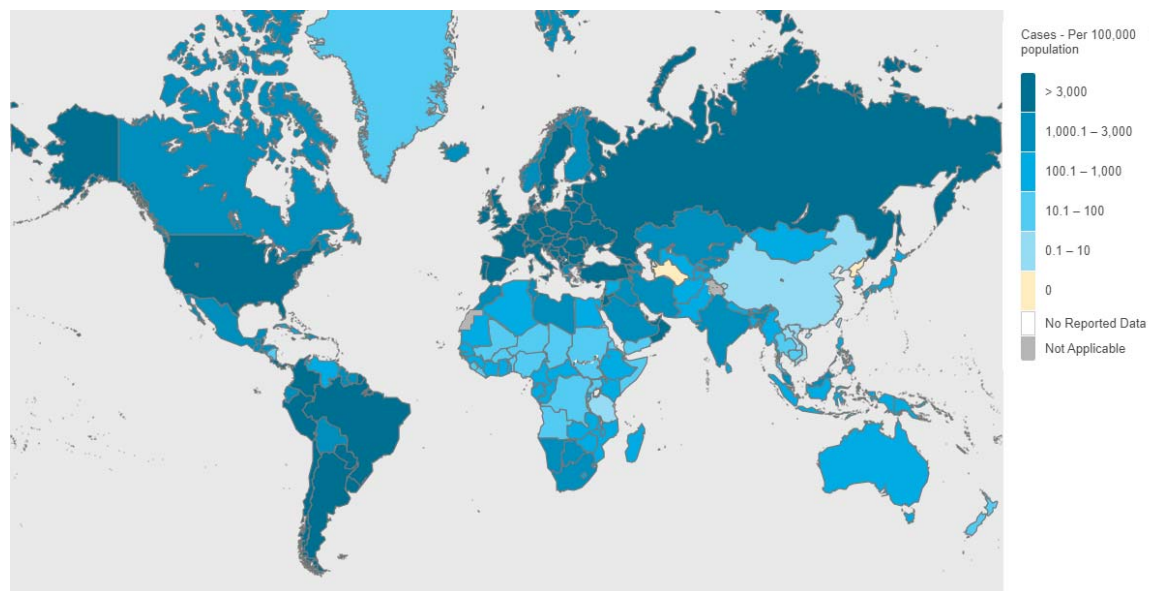 Cases - Per 100,000
population
> 3,000
1,000.1 – 3,000
100.1 – 1,000
10.1 – 100
0.1 – 10
0
No Reported Data
Not Applicable